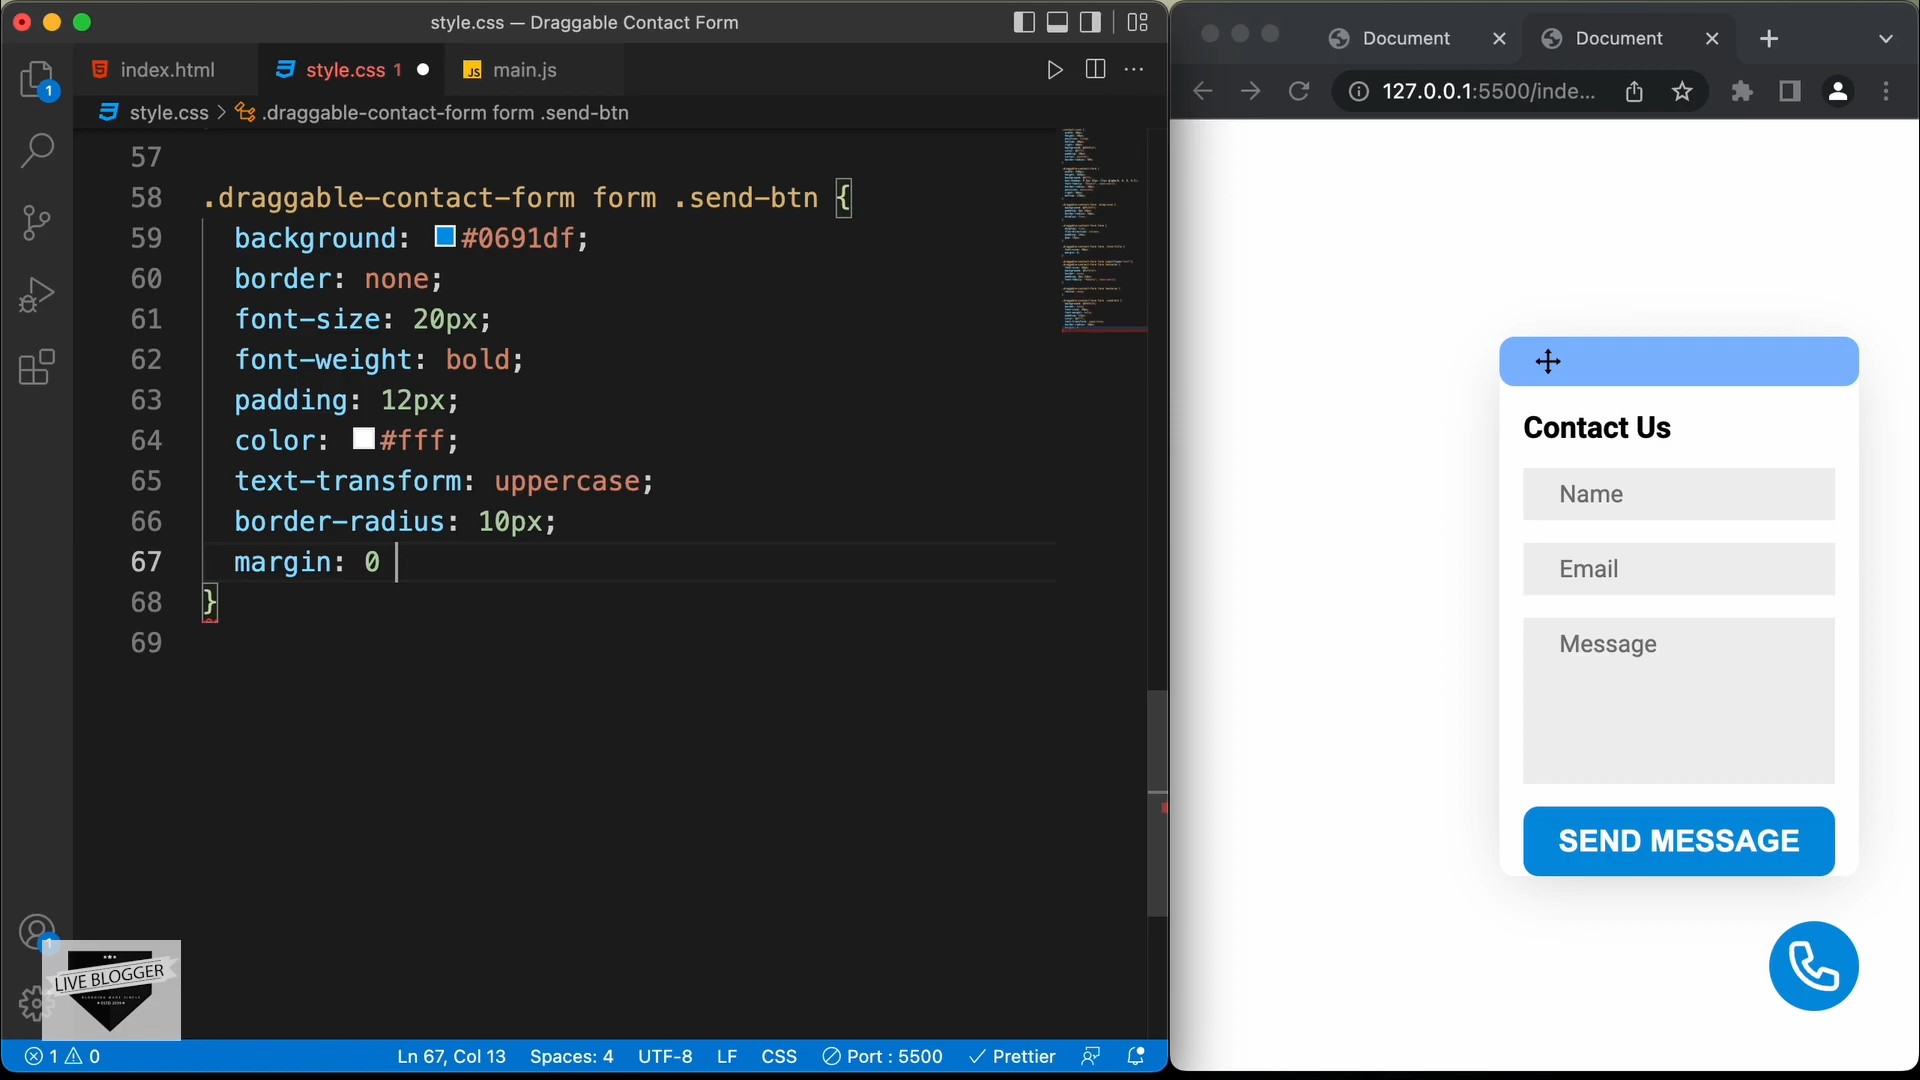 style.css — Draggable Contact Form
index.html
style.css 1
main.js
style.css > .draggable-contact-form form .send-btn
57
58 .draggable-contact-form form .send-btn {
59 background: #0691df;
60 border: none;
61 font-size: 20px;
62 font-weight: bold;
63 padding: 12px;
64 color: #fff;
65 text-transform: uppercase;
66 border-radius: 10px;
67 margin: 0
68 }
69
1
1
LIVE BLOGGER
1 0
Ln 67, Col 13
Spaces: 4
UTF-8
LF
CSS
Port : 5500
Prettier
Document
Document
127.0.0.1:5500/inde...
Contact Us
Name
Email
Message
SEND MESSAGE